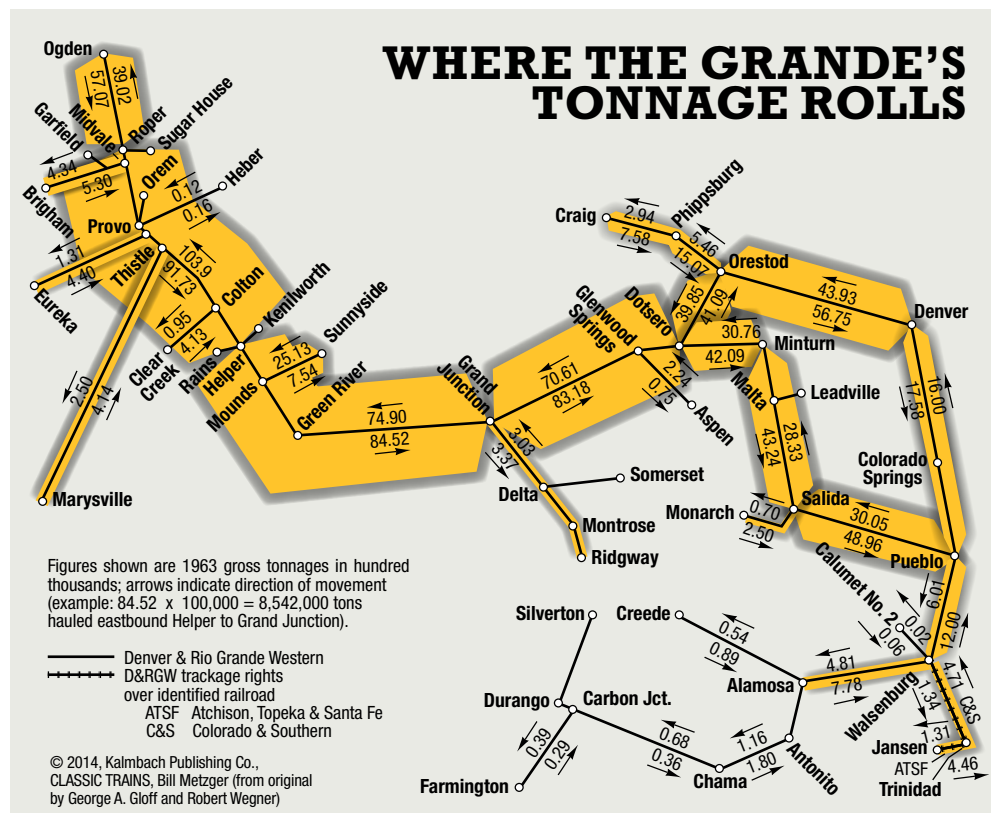 WHERE THE GRANDE'S
TONNAGE ROLLS
Ogden
39.02
57.07
Midvale
Roper
Garfield
Sugar House
4.34
5.30
Brigham
Orem
Heber
0.12
0.16
Provo
1.31
4.40
Eureka
Thistle
103.9
91.73
Colton
Kenilworth
0.95
4.13
Clear
Creek
Rains
Helper
Sunnyside
25.13
7.54
Mounds
Green River
2.50
4.14
Marysville
74.90
84.52
Grand
Junction
3.03
3.37
Delta
Somerset
Montrose
Ridgway
70.61
83.18
Glenwood
Springs
Dotsero
2.24
0.75
Aspen
Craig
2.94
7.58
Phippsburg
5.46
15.07
Orestod
39.85
41.09
43.93
56.75
Denver
30.76
42.09
Minturn
Malta
Leadville
43.24
28.33
16.00
17.58
Colorado
Springs
Salida
Monarch
0.70
2.50
30.05
48.96
Pueblo
6.01
12.00
Calumet No. 2
0.02
0.06
Walsenburg
4.71
1.34
C&S
1.31
Jansen
ATSF
4.46
Trinidad
4.81
7.78
Alamosa
Silverton
Creede
0.54
0.89
Durango
Carbon Jct.
0.39
0.29
Farmington
0.68
0.36
Chama
1.16
1.80
Antonito
Figures shown are 1963 gross tonnages in hundred
thousands; arrows indicate direction of movement
(example: 84.52 x 100,000 = 8,542,000 tons
hauled eastbound Helper to Grand Junction).
Denver & Rio Grande Western
D&RGW trackage rights
over identified railroad
ATSF Atchison, Topeka & Santa Fe
C&S Colorado & Southern
© 2014, Kalmbach Publishing Co.,
CLASSIC TRAINS, Bill Metzger (from original
by George A. Gloff and Robert Wegner)